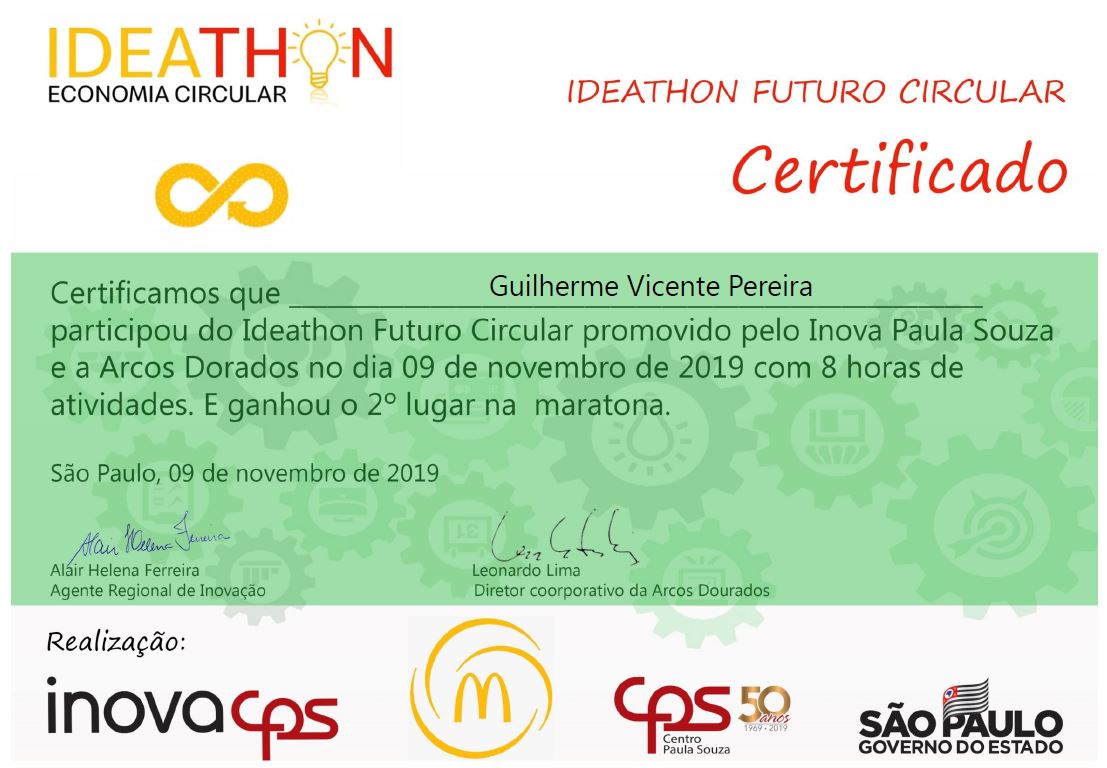 IDEATHON
ECONOMIA CIRCULAR
IDEATHON FUTURO CIRCULAR
Certificado
Certificamos que Guilherme Vicente Pereira
participou do Ideathon Futuro Circular promovido pelo Inova Paula Souza
e a Arcos Dorados no dia 09 de novembro de 2019 com 8 horas de
atividades. E ganhou o 2º lugar na maratona.
São Paulo, 09 de novembro de 2019
Alair Helena Ferreira
Alair Helena Ferreira
Agente Regional de Inovação
Leonardo Lima
Diretor coorporativo da Arcos Dourados
31
Realização:
inovacps
m
cps
Centro
Paula Souza
50
anos
1969 - 2019
SÃO PAULO
GOVERNO DO ESTADO